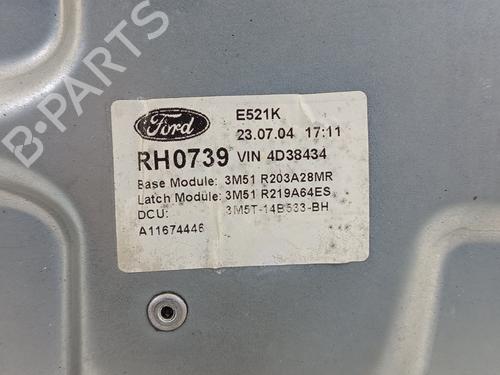 Ford
E521K
23.07.04 17:11
RH0739 VIN 4D38434
Base Module: 3M51 R203A28MR
Latch Module: 3M51 R219A64ES
DCU: 3M5T-14B533-BH
A11674446
B-PARTS